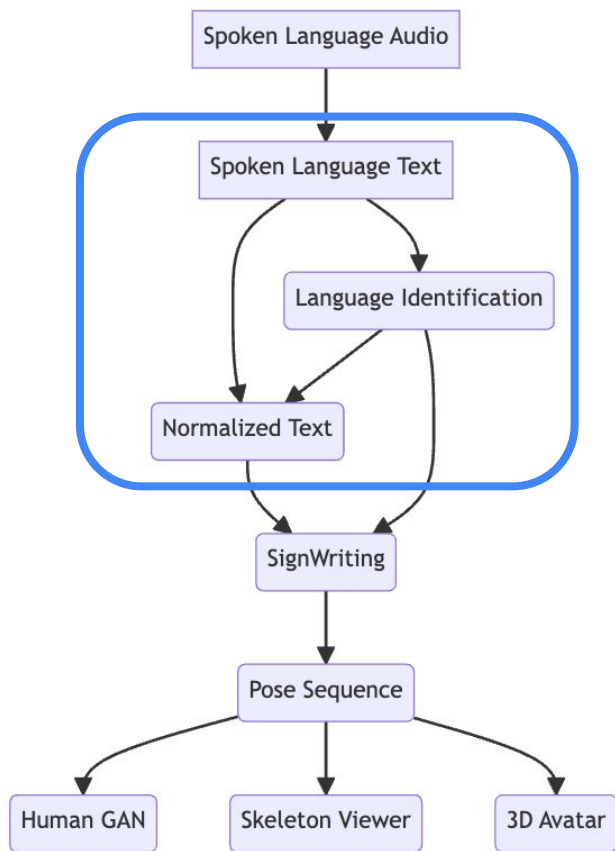 Spoken Language Audio
Spoken Language Text
Language Identification
Normalized Text
SignWriting
Pose Sequence
Human GAN
Skeleton Viewer
3D Avatar